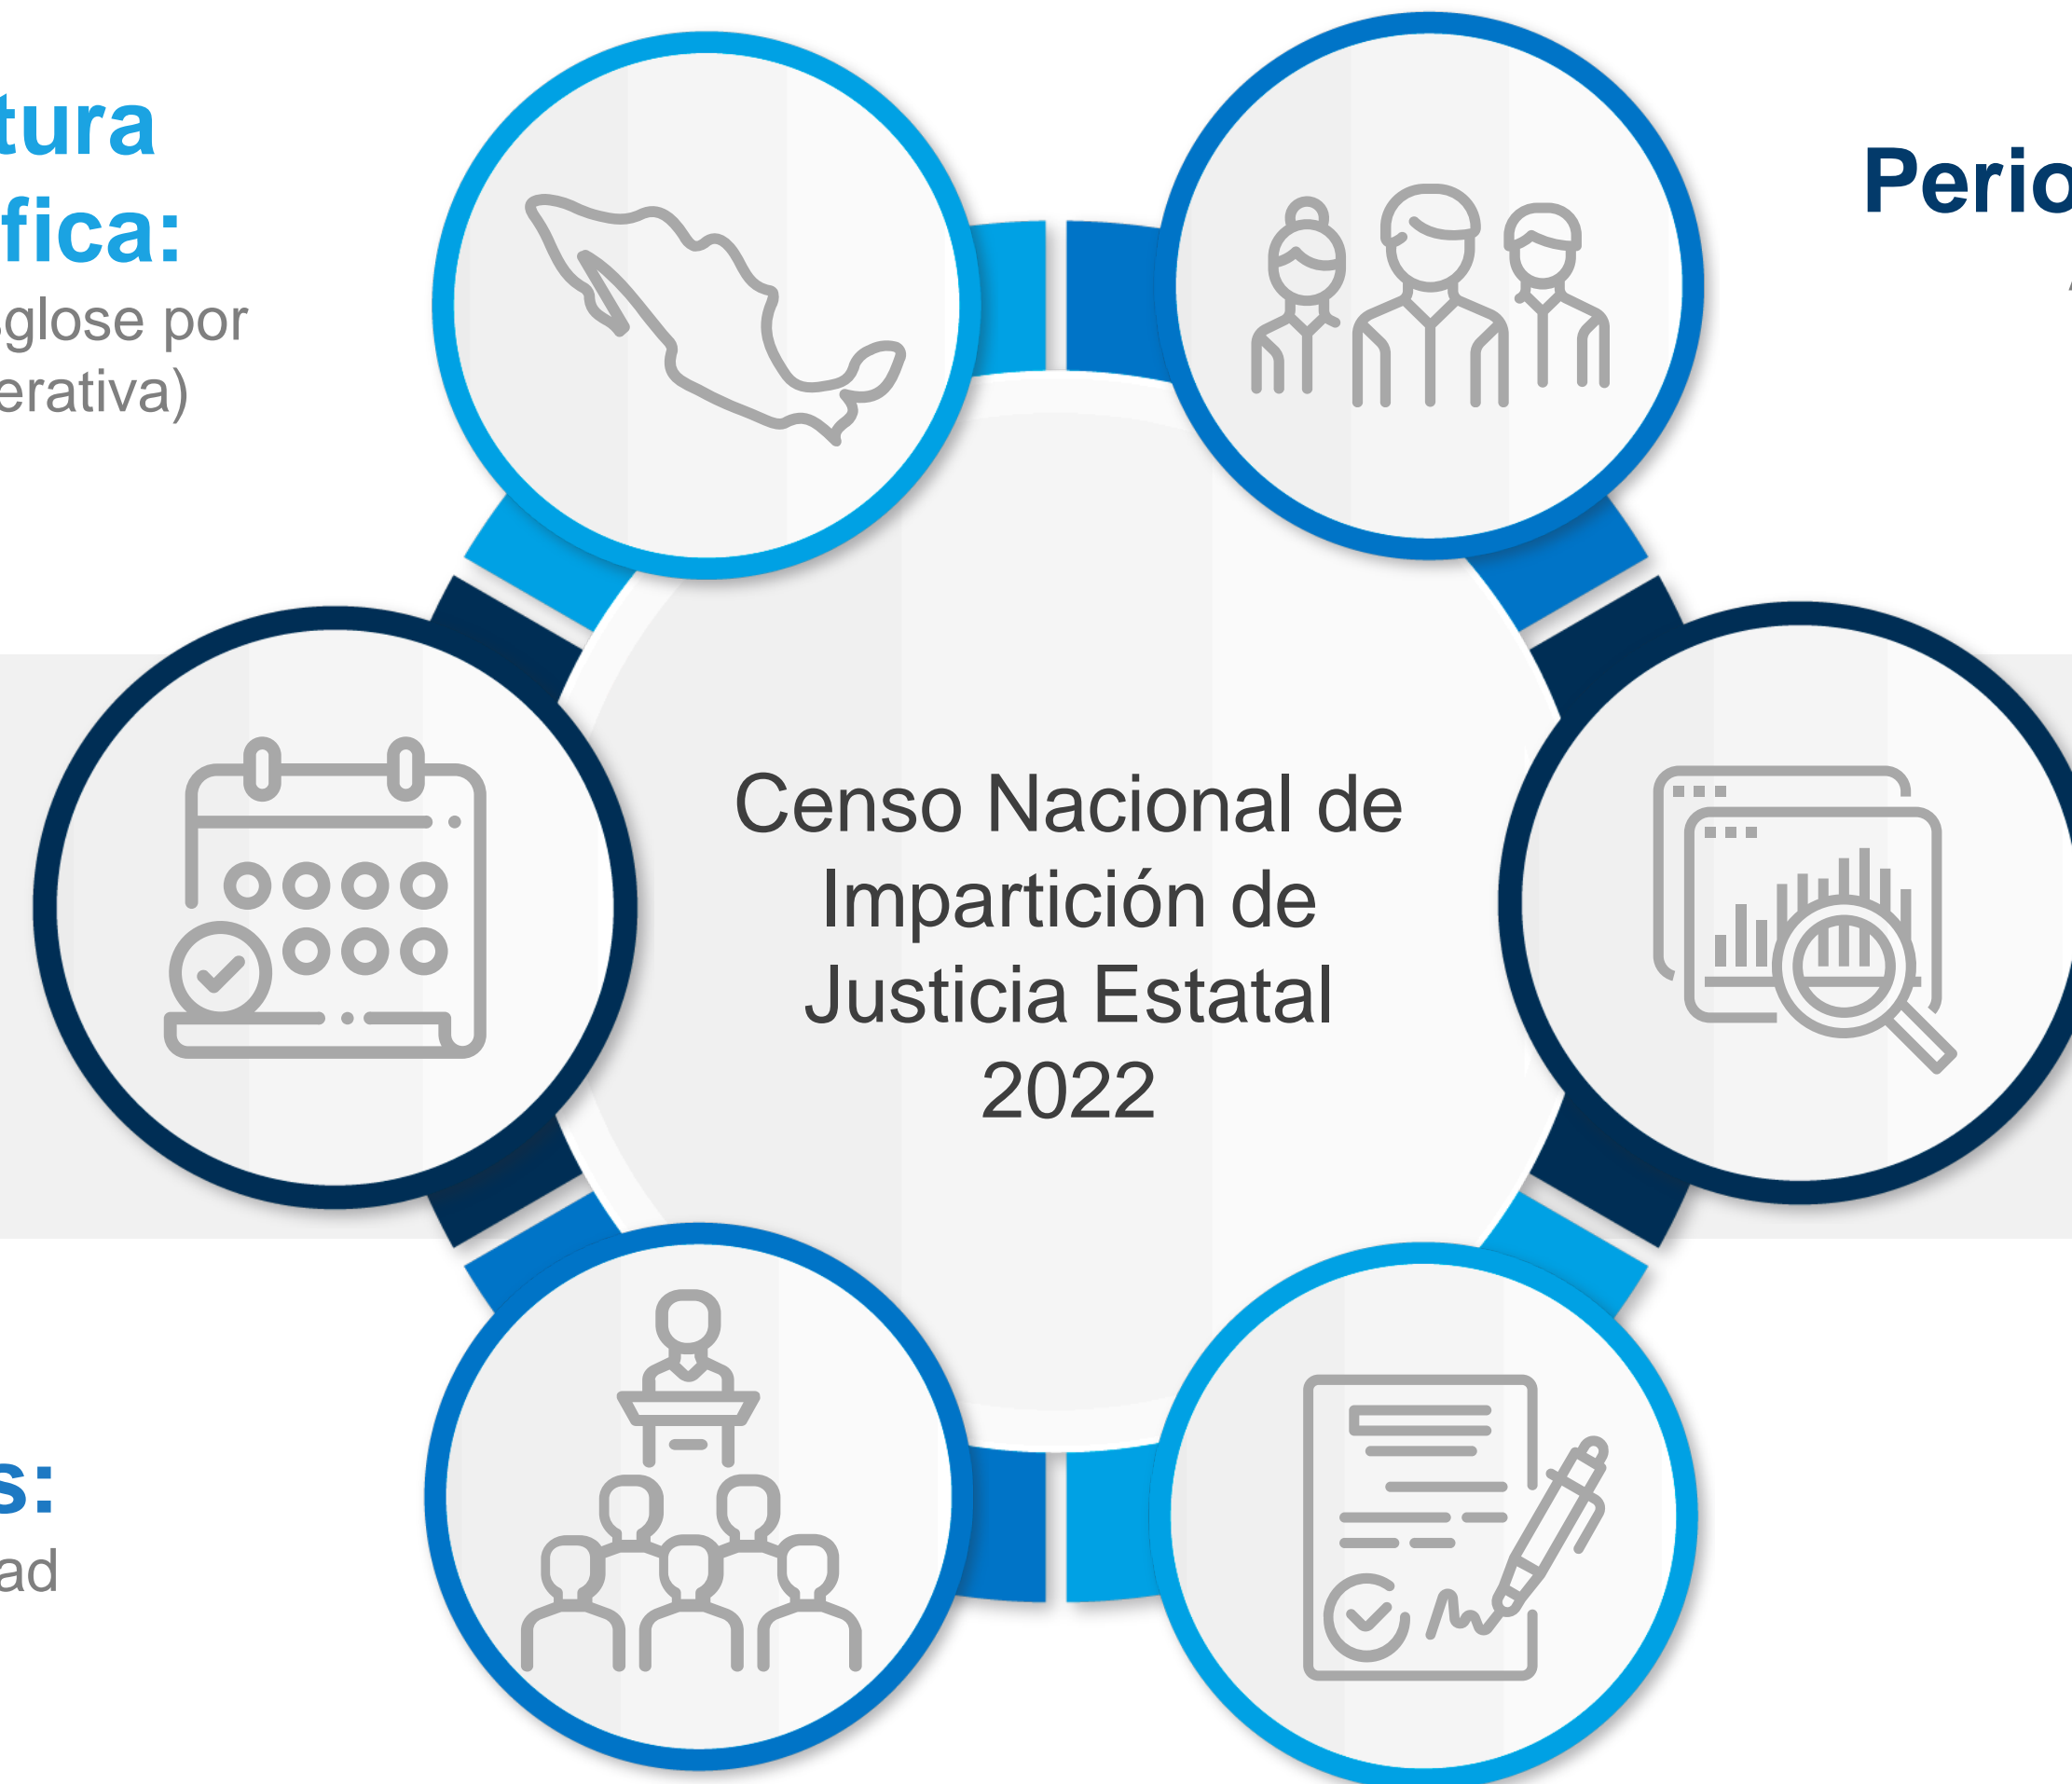 tura
fica:
glose por
erativa)
Perio
Censo Nacional de
Impartición de
Justicia Estatal
2022
s:
ad